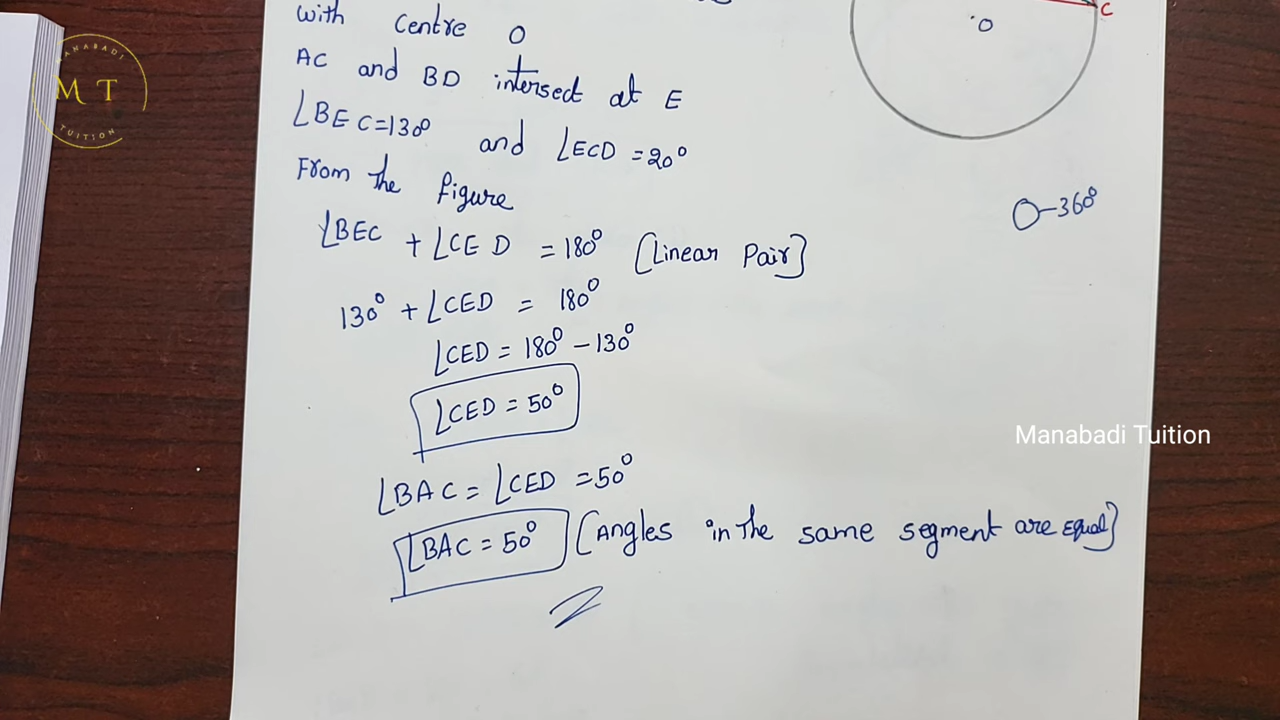 with Centre O
C
O
MANABADI
M T
TUITION
AC and BD intersect at E
∠BEC=130° and ∠ECD=20°
From the figure
O-360°
∠BEC + ∠CED = 180° [Linear Pair]
130° + ∠CED = 180°
∠CED = 180° - 130°
∠CED = 50°
Manabadi Tuition
∠BAC = ∠CED = 50°
∠BAC = 50° [Angles in the same segment are equal]